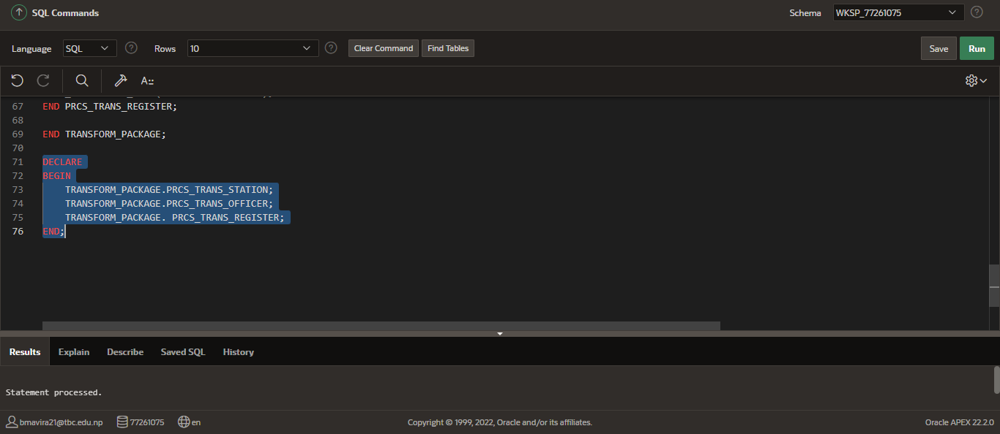 SQL Commands
Schema WKSP_77261075
Language SQL Rows 10 Clear Command Find Tables Save Run
A::
67 END PRCS_TRANS_REGISTER;
68
69 END TRANSFORM_PACKAGE;
70
71 DECLARE
72 BEGIN
73 TRANSFORM_PACKAGE.PRCS_TRANS_STATION;
74 TRANSFORM_PACKAGE.PRCS_TRANS_OFFICER;
75 TRANSFORM_PACKAGE. PRCS_TRANS_REGISTER;
76 END;
Results Explain Describe Saved SQL History
Statement processed.
bmavira21@tbc.edu.np 77261075 en Copyright © 1999, 2022, Oracle and/or its affiliates. Oracle APEX 22.2.0